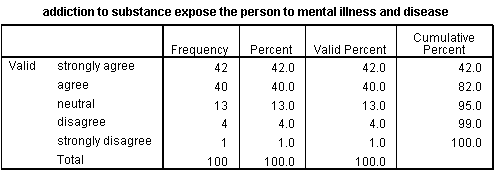 addiction to substance expose the person to mental illness and disease
Frequency Percent Valid Percent Cumulative Percent
Valid strongly agree 42 42.0 42.0 42.0
agree 40 40.0 40.0 82.0
neutral 13 13.0 13.0 95.0
disagree 4 4.0 4.0 99.0
strongly disagree 1 1.0 1.0 100.0
Total 100 100.0 100.0